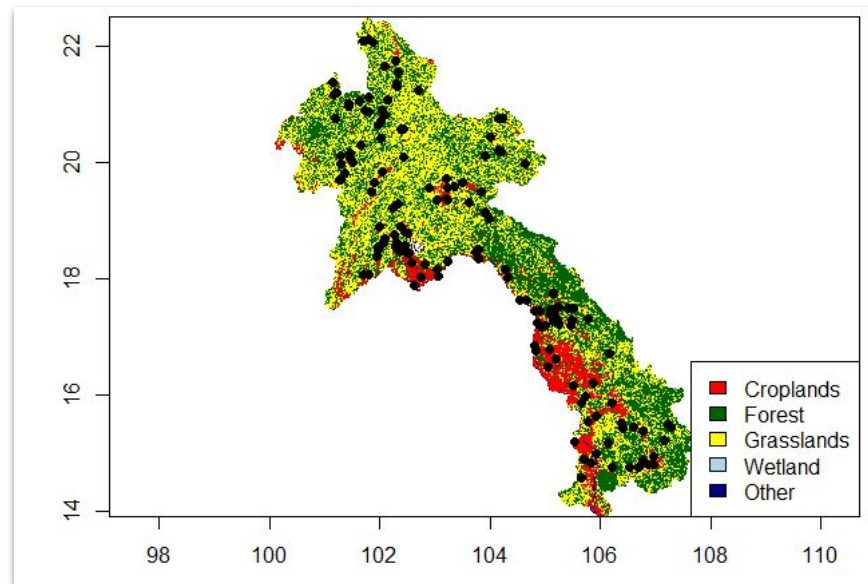 22
20
18
16
14
98 100 102 104 106 108 110
Croplands
Forest
Grasslands
Wetland
Other